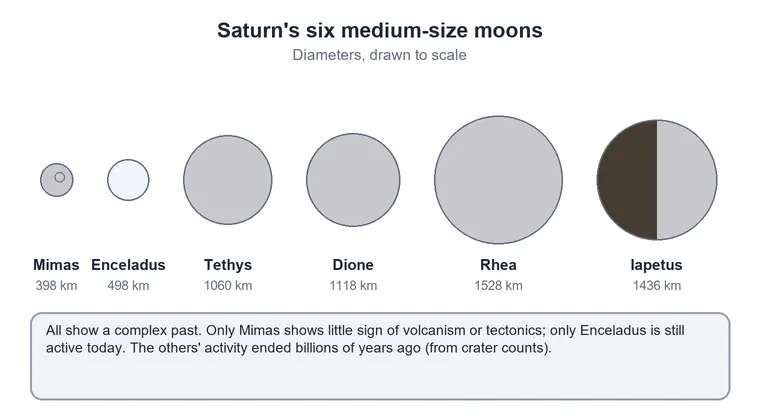 Saturn's six medium-size moons
Diameters, drawn to scale
Mimas Enceladus Tethys Dione Rhea Iapetus
398 km 498 km 1060 km 1118 km 1528 km 1436 km
All show a complex past. Only Mimas shows little sign of volcanism or tectonics; only Enceladus is still
active today. The others' activity ended billions of years ago (from crater counts).